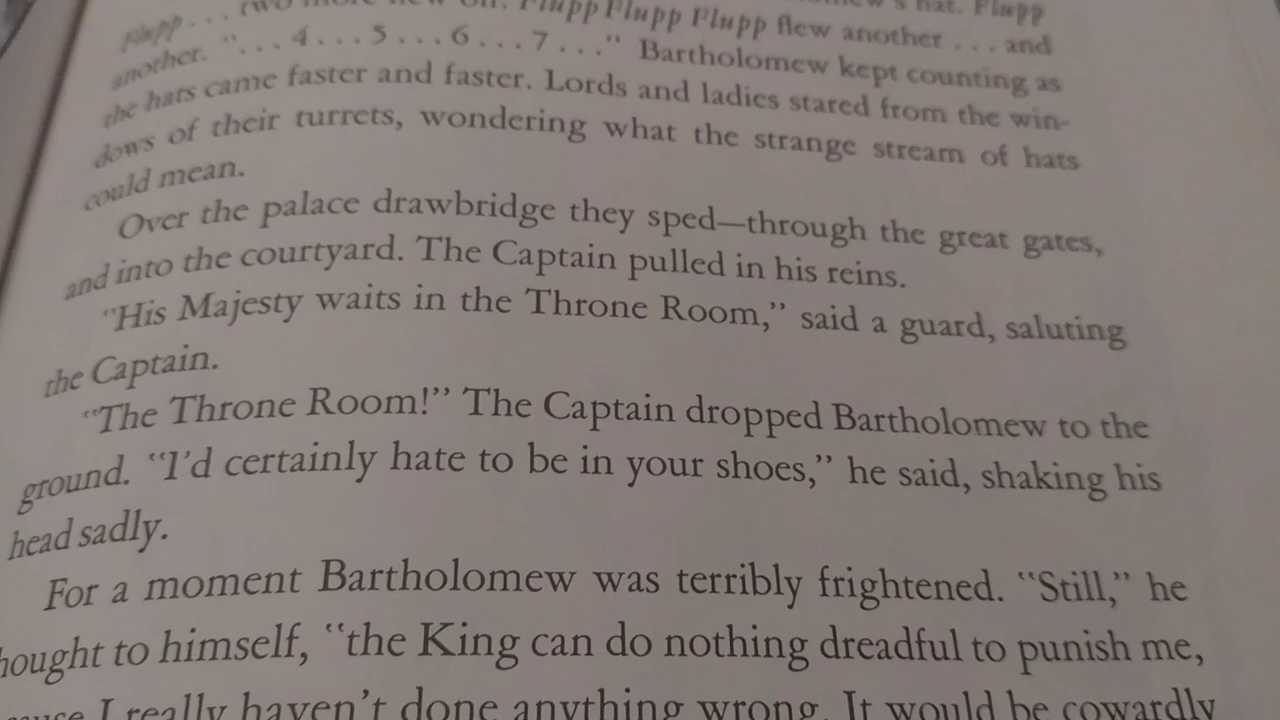 Flupp . . . two more flew off. Flupp Flupp Flupp flew another . . . and
another. “. . . 4 . . . 5 . . . 6 . . . 7 . . .” Bartholomew kept counting as
the hats came faster and faster. Lords and ladies stared from the win-
dows of their turrets, wondering what the strange stream of hats
could mean.
Over the palace drawbridge they sped—through the great gates,
and into the courtyard. The Captain pulled in his reins.
“His Majesty waits in the Throne Room,” said a guard, saluting
the Captain.
“The Throne Room!” The Captain dropped Bartholomew to the
ground. “I’d certainly hate to be in your shoes,” he said, shaking his
head sadly.
For a moment Bartholomew was terribly frightened. “Still,” he
hought to himself, “the King can do nothing dreadful to punish me,
I really haven’t done anything wrong. It would be cowardly